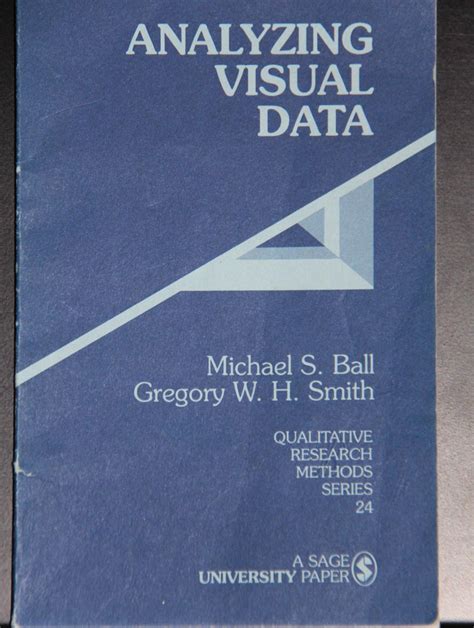 ANALYZING
VISUAL
DATA
Michael S. Ball
Gregory W. H. Smith
QUALITATIVE
RESEARCH
METHODS
SERIES
24
A SAGE
UNIVERSITY PAPER
S